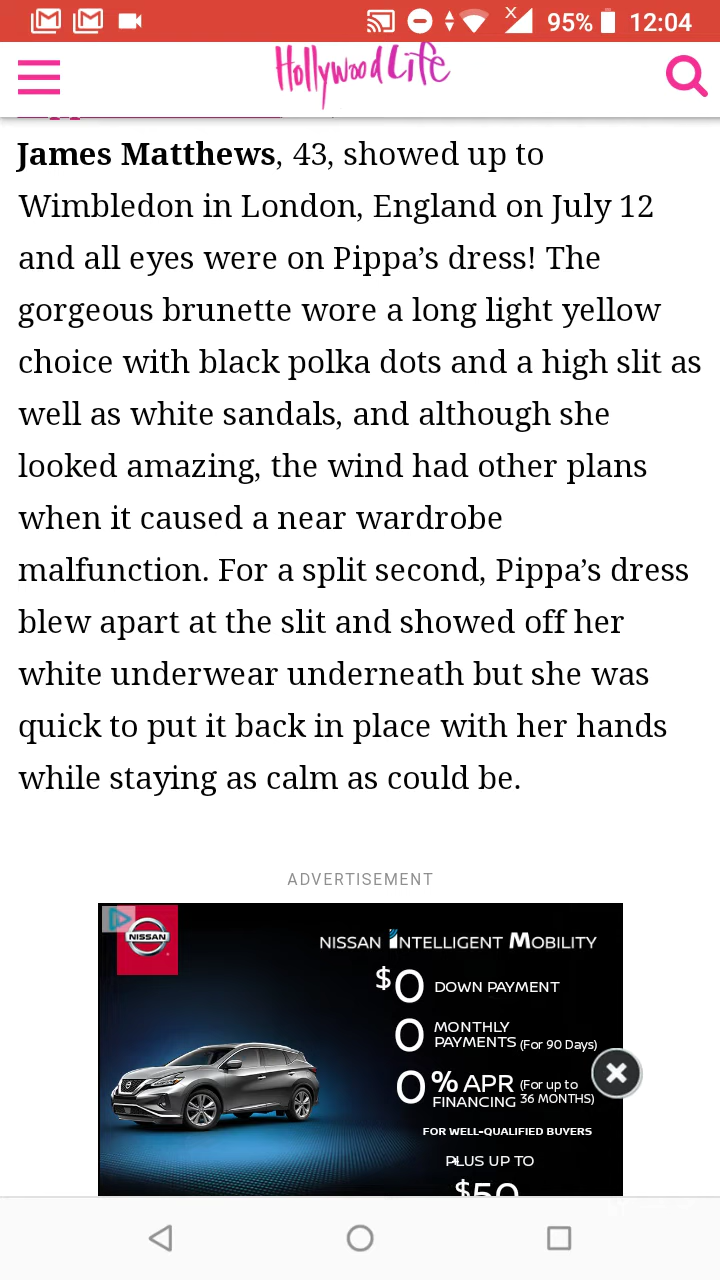 95% 12:04
HollywoodLife
James Matthews, 43, showed up to
Wimbledon in London, England on July 12
and all eyes were on Pippa’s dress! The
gorgeous brunette wore a long light yellow
choice with black polka dots and a high slit as
well as white sandals, and although she
looked amazing, the wind had other plans
when it caused a near wardrobe
malfunction. For a split second, Pippa’s dress
blew apart at the slit and showed off her
white underwear underneath but she was
quick to put it back in place with her hands
while staying as calm as could be.
ADVERTISEMENT
NISSAN
NISSAN INTELLIGENT MOBILITY
$0 DOWN PAYMENT
0 MONTHLY
PAYMENTS (For 90 Days)
0% APR (For up to
FINANCING 36 MONTHS)
FOR WELL-QUALIFIED BUYERS
PLUS UP TO